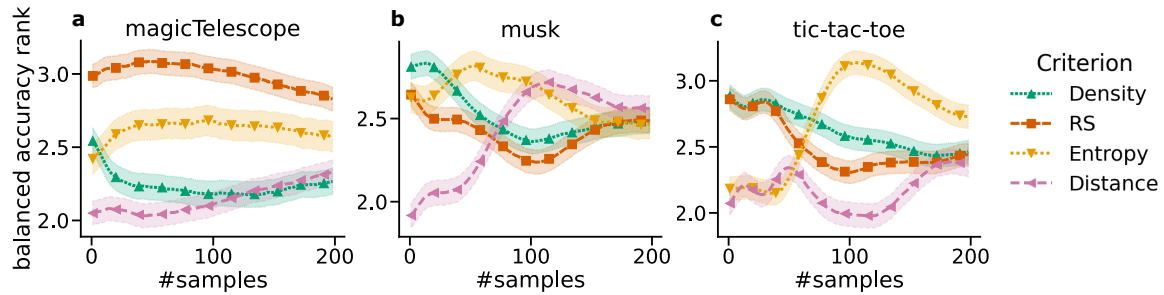 a
magicTelescope
b
musk
c
tic-tac-toe
balanced accuracy rank
3.0
2.5
2.0
0
100
200
#samples
2.5
2.0
0
100
200
#samples
3.0
2.5
2.0
0
100
200
#samples
Criterion
Density
RS
Entropy
Distance